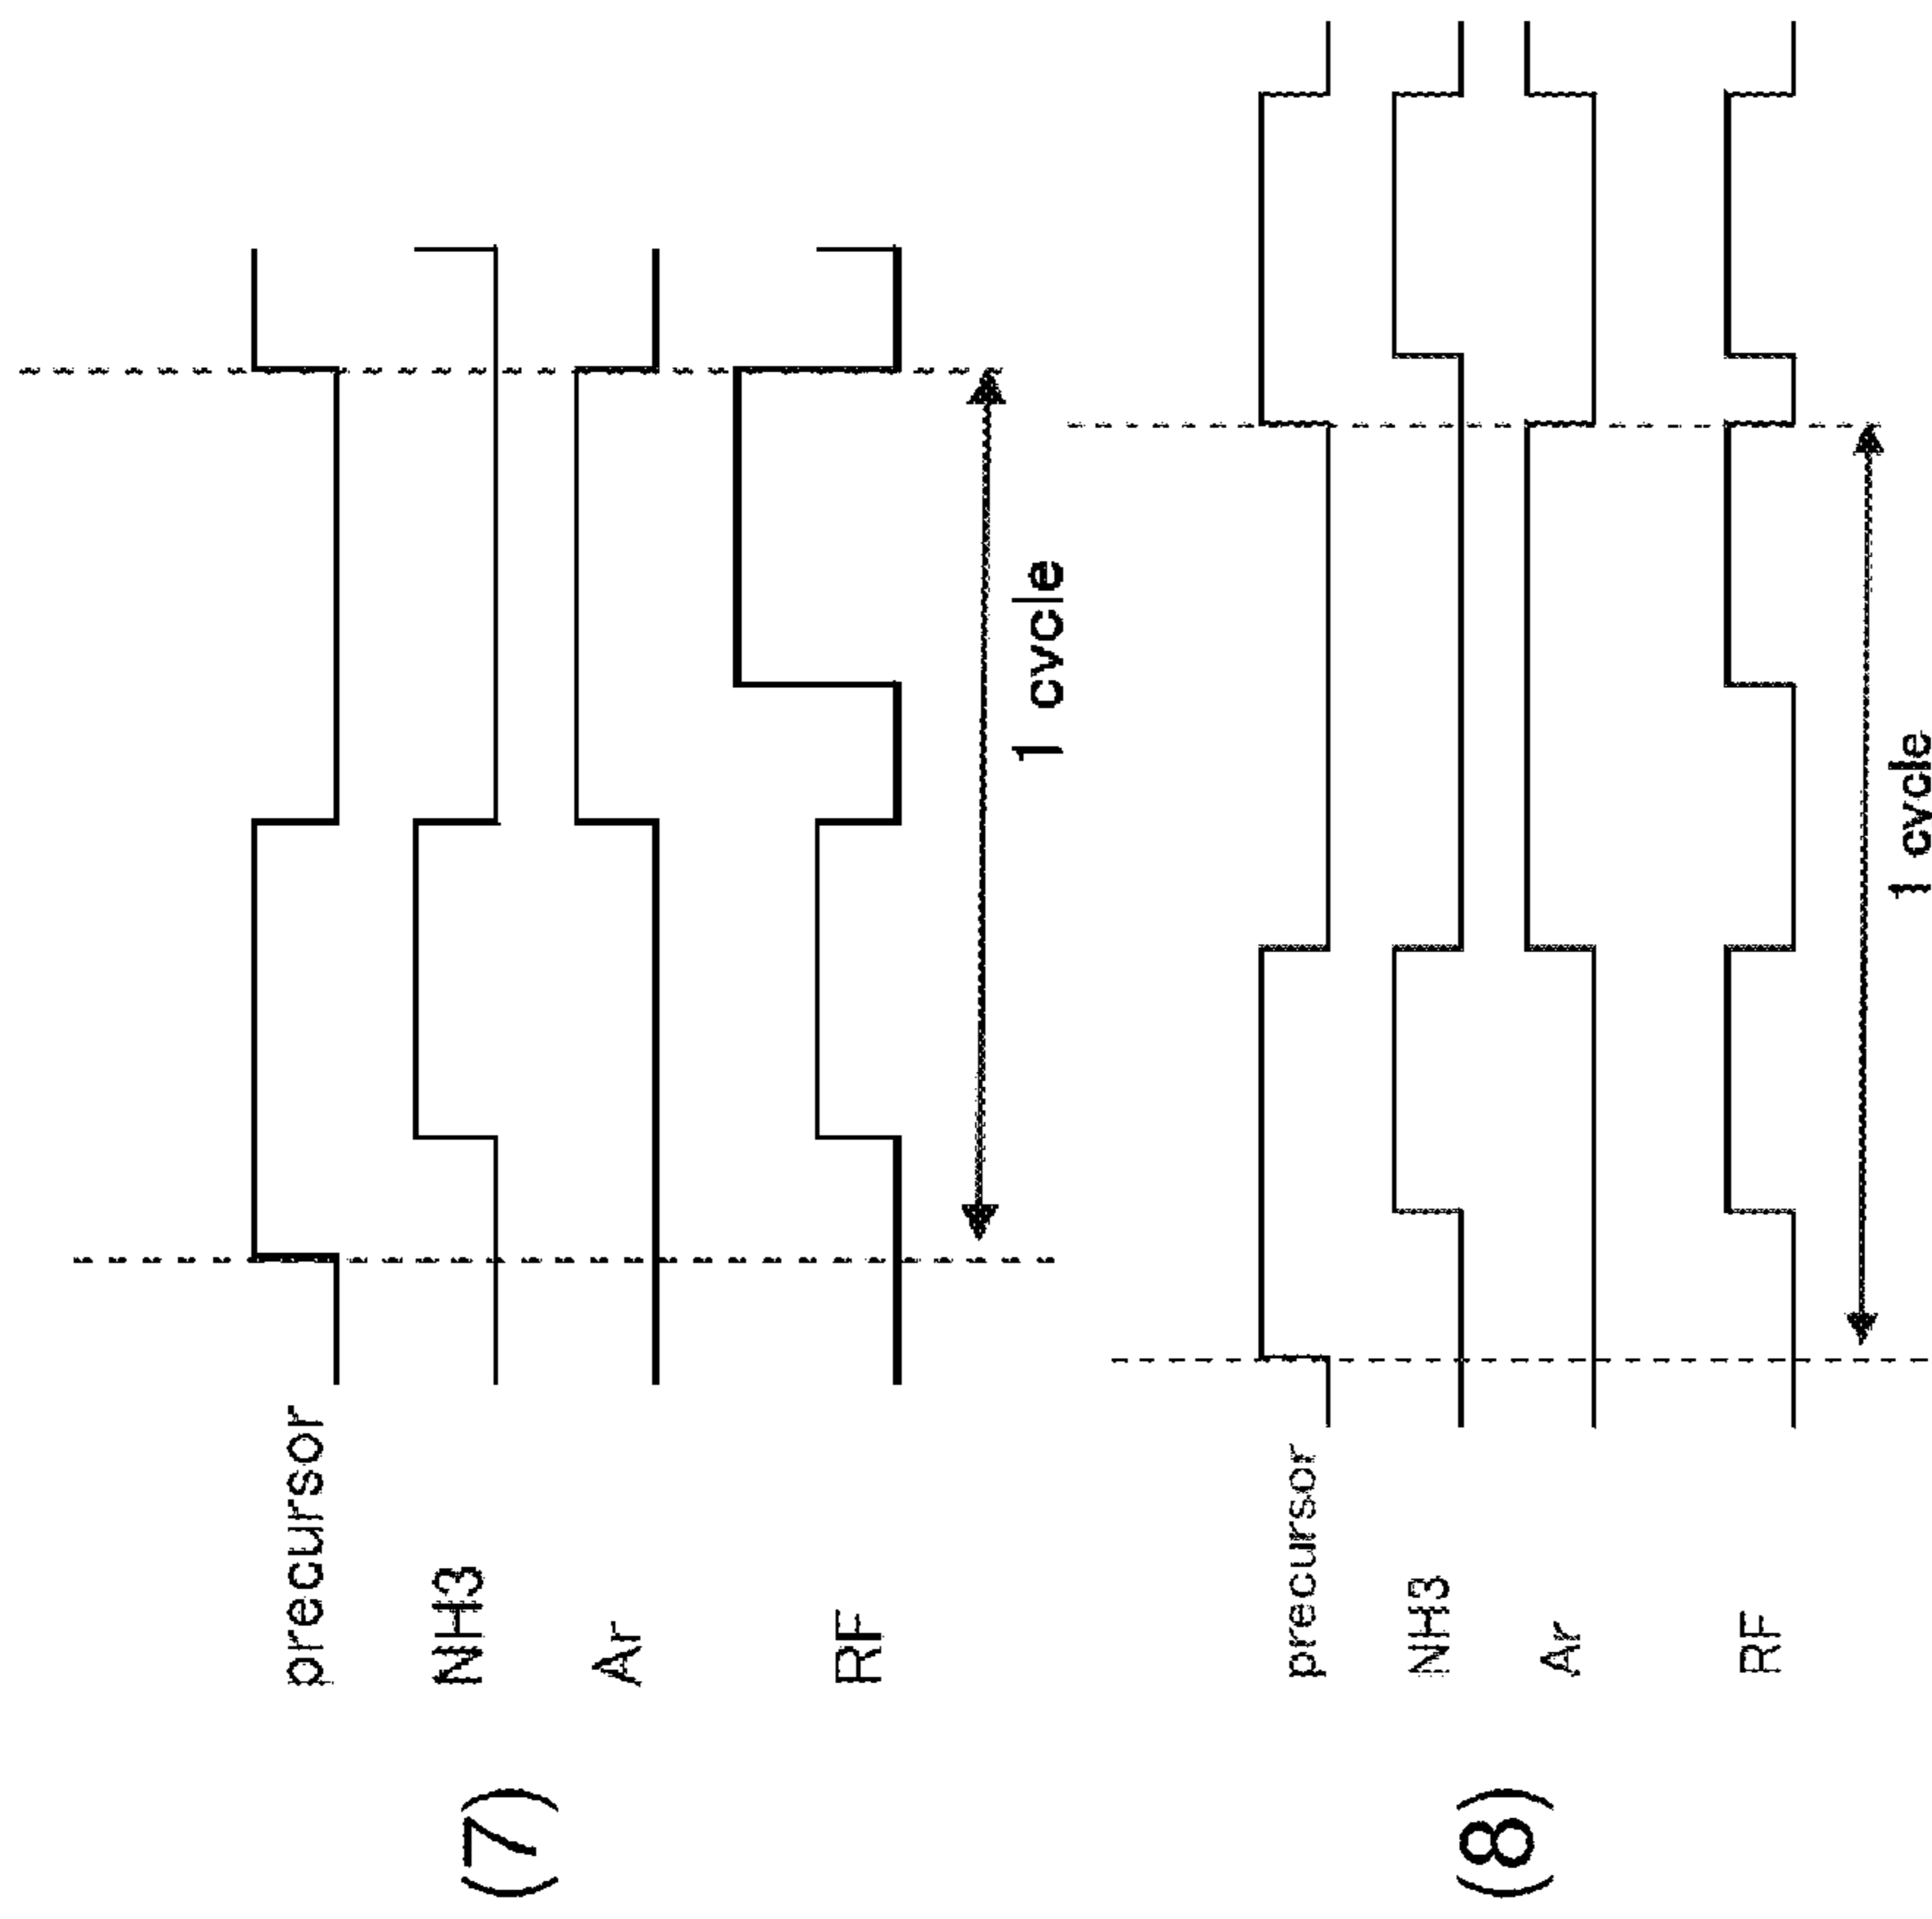 (7)
precursor
NH3
Ar
RF
1 cycle
(8)
precursor
NH3
Ar
RF
1 cycle